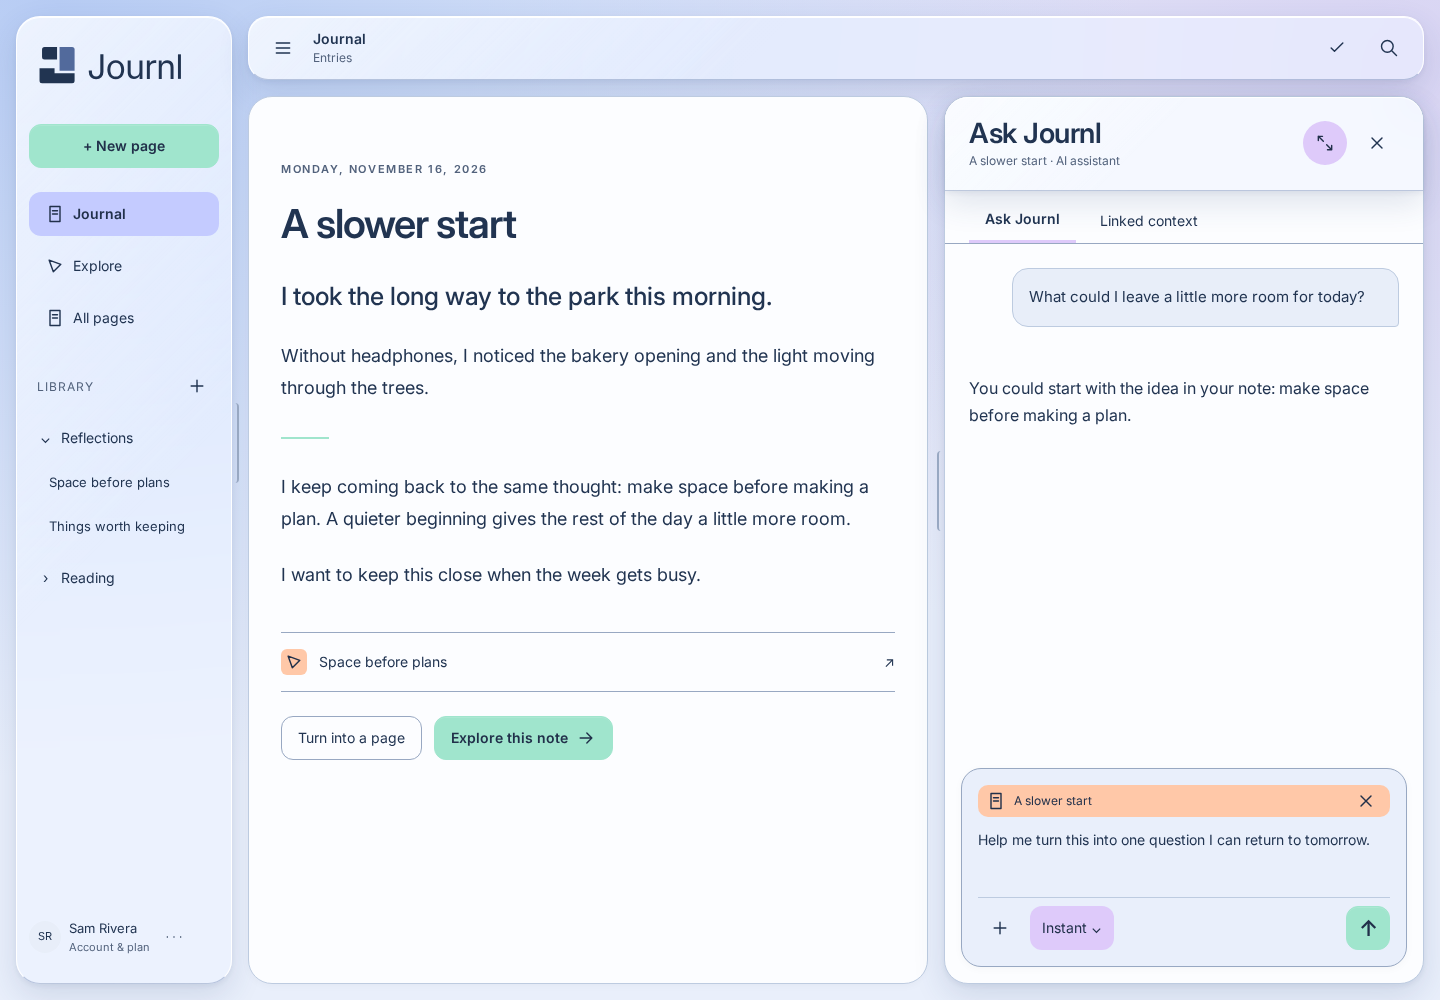 Journl
+ New page
Journal
Explore
All pages
LIBRARY
Reflections
Space before plans
Things worth keeping
Reading
SR
Sam Rivera
Account & plan
...
Journal
Entries
MONDAY, NOVEMBER 16, 2026
A slower start
I took the long way to the park this morning.
Without headphones, I noticed the bakery opening and the light moving
through the trees.
I keep coming back to the same thought: make space before making a
plan. A quieter beginning gives the rest of the day a little more room.
I want to keep this close when the week gets busy.
Space before plans
Turn into a page
Explore this note
Ask Journl
A slower start · AI assistant
Ask Journl
Linked context
What could I leave a little more room for today?
You could start with the idea in your note: make space
before making a plan.
A slower start
Help me turn this into one question I can return to tomorrow.
Instant